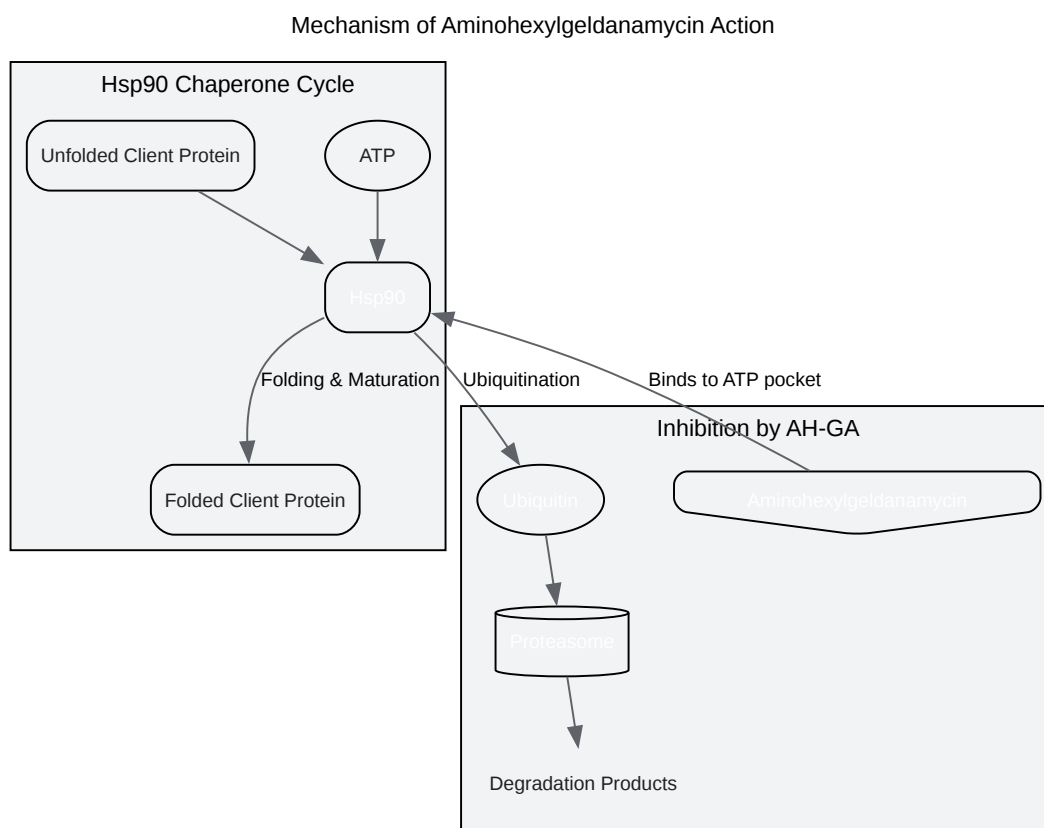 Mechanism of Aminohexylgeldanamycin Action
Hsp90 Chaperone Cycle
Unfolded Client Protein
ATP
Hsp90
Folding & Maturation
Ubiquitination
Binds to ATP pocket
Inhibition by AH-GA
Folded Client Protein
Ubiquitin
Aminohexylgeldanamycin
Proteasome
Degradation Products